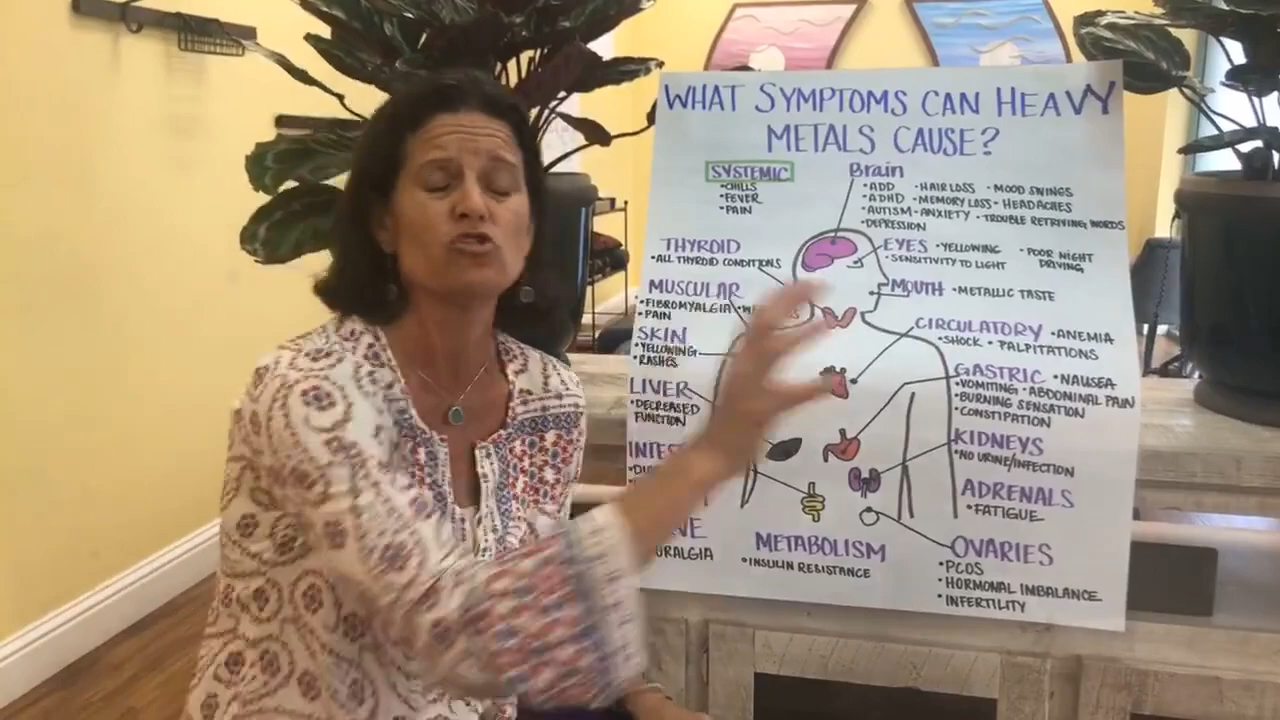 WHAT SYMPTOMS CAN HEAVY
METALS CAUSE?
SYSTEMIC
•CHILLS
•FEVER
•PAIN
Brain
•ADD •HAIR LOSS •MOOD SWINGS
•ADHD •MEMORY LOSS •HEADACHES
•AUTISM •ANXIETY •TROUBLE RETRIVING WORDS
•DEPRESSION
THYROID
•ALL THYROID CONDITIONS
EYES •YELLOWING •POOR NIGHT
DRIVING
•SENSITIVITY TO LIGHT
MUSCULAR
•FIBROMYALGIA
•PAIN
MOUTH •METALLIC TASTE
SKIN
•YELLOWING
•RASHES
CIRCULATORY •ANEMIA
•SHOCK •PALPITATIONS
LIVER
•DECREASED
FUNCTION
GASTRIC •NAUSEA
•VOMITING •ABDOMINAL PAIN
•BURNING SENSATION
•CONSTIPATION
KIDNEYS
•NO URINE/INFECTION
ADRENALS
•FATIGUE
METABOLISM
•INSULIN RESISTANCE
OVARIES
•PCOS
•HORMONAL IMBALANCE
•INFERTILITY